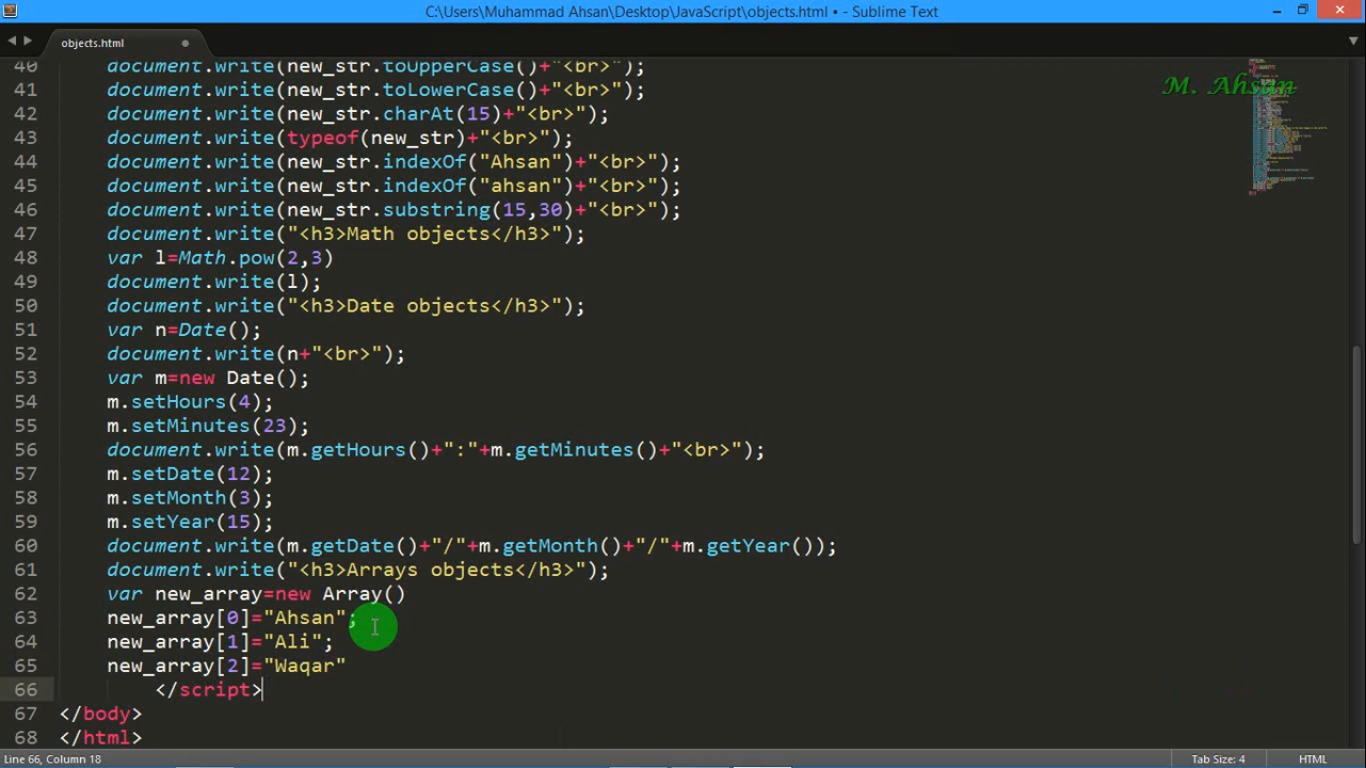 C:\Users\Muhammad Ahsan\Desktop\JavaScript\objects.html • - Sublime Text
objects.html
M. Ahsan
40 document.write(new_str.toUpperCase()+"<br>");
41 document.write(new_str.toLowerCase()+"<br>");
42 document.write(new_str.charAt(15)+"<br>");
43 document.write(typeof(new_str)+"<br>");
44 document.write(new_str.indexOf("Ahsan")+"<br>");
45 document.write(new_str.indexOf("ahsan")+"<br>");
46 document.write(new_str.substring(15,30)+"<br>");
47 document.write("<h3>Math objects</h3>");
48 var l=Math.pow(2,3)
49 document.write(l);
50 document.write("<h3>Date objects</h3>");
51 var n=Date();
52 document.write(n+"<br>");
53 var m=new Date();
54 m.setHours(4);
55 m.setMinutes(23);
56 document.write(m.getHours()+":"+m.getMinutes()+"<br>");
57 m.setDate(12);
58 m.setMonth(3);
59 m.setYear(15);
60 document.write(m.getDate()+"/"+m.getMonth()+"/"+m.getYear());
61 document.write("<h3>Arrays objects</h3>");
62 var new_array=new Array()
63 new_array[0]="Ahsan";
64 new_array[1]="Ali";
65 new_array[2]="Waqar"
66 </script>
67 </body>
68 </html>
Line 66, Column 18
Tab Size: 4
HTML